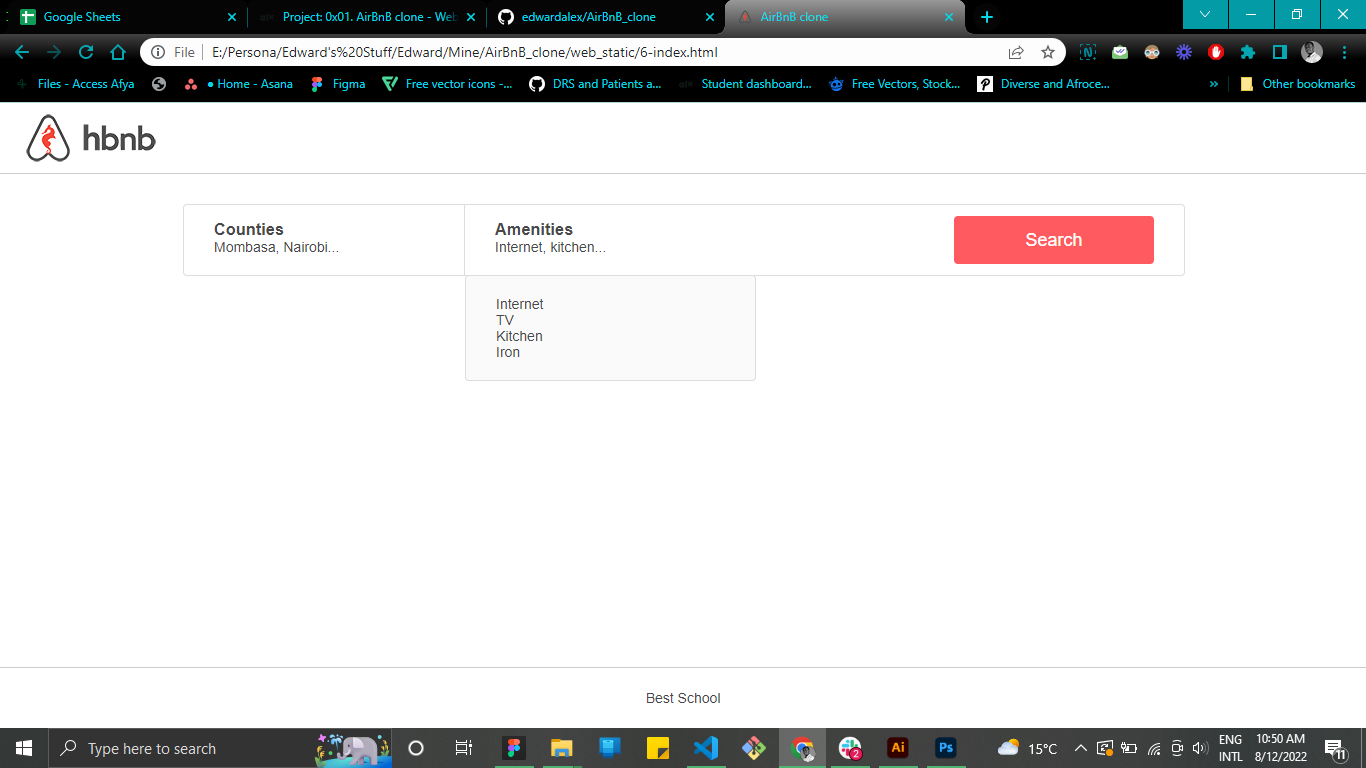 Google Sheets
Project: 0x01. AirBnB clone - Web
edwardalex/AirBnB_clone
AirBnB clone
File
E:/Persona/Edward's%20Stuff/Edward/Mine/AirBnB_clone/web_static/6-index.html
Files - Access Afya
Home - Asana
Figma
Free vector icons -...
DRS and Patients a...
Student dashboard...
Free Vectors, Stock...
Diverse and Afroce...
»
Other bookmarks
hbnb
Counties
Mombasa, Nairobi...
Amenities
Internet, kitchen...
Search
Internet
TV
Kitchen
Iron
Best School
Type here to search
2
Ai
Ps
15°C
ENG
INTL
10:50 AM
8/12/2022
11